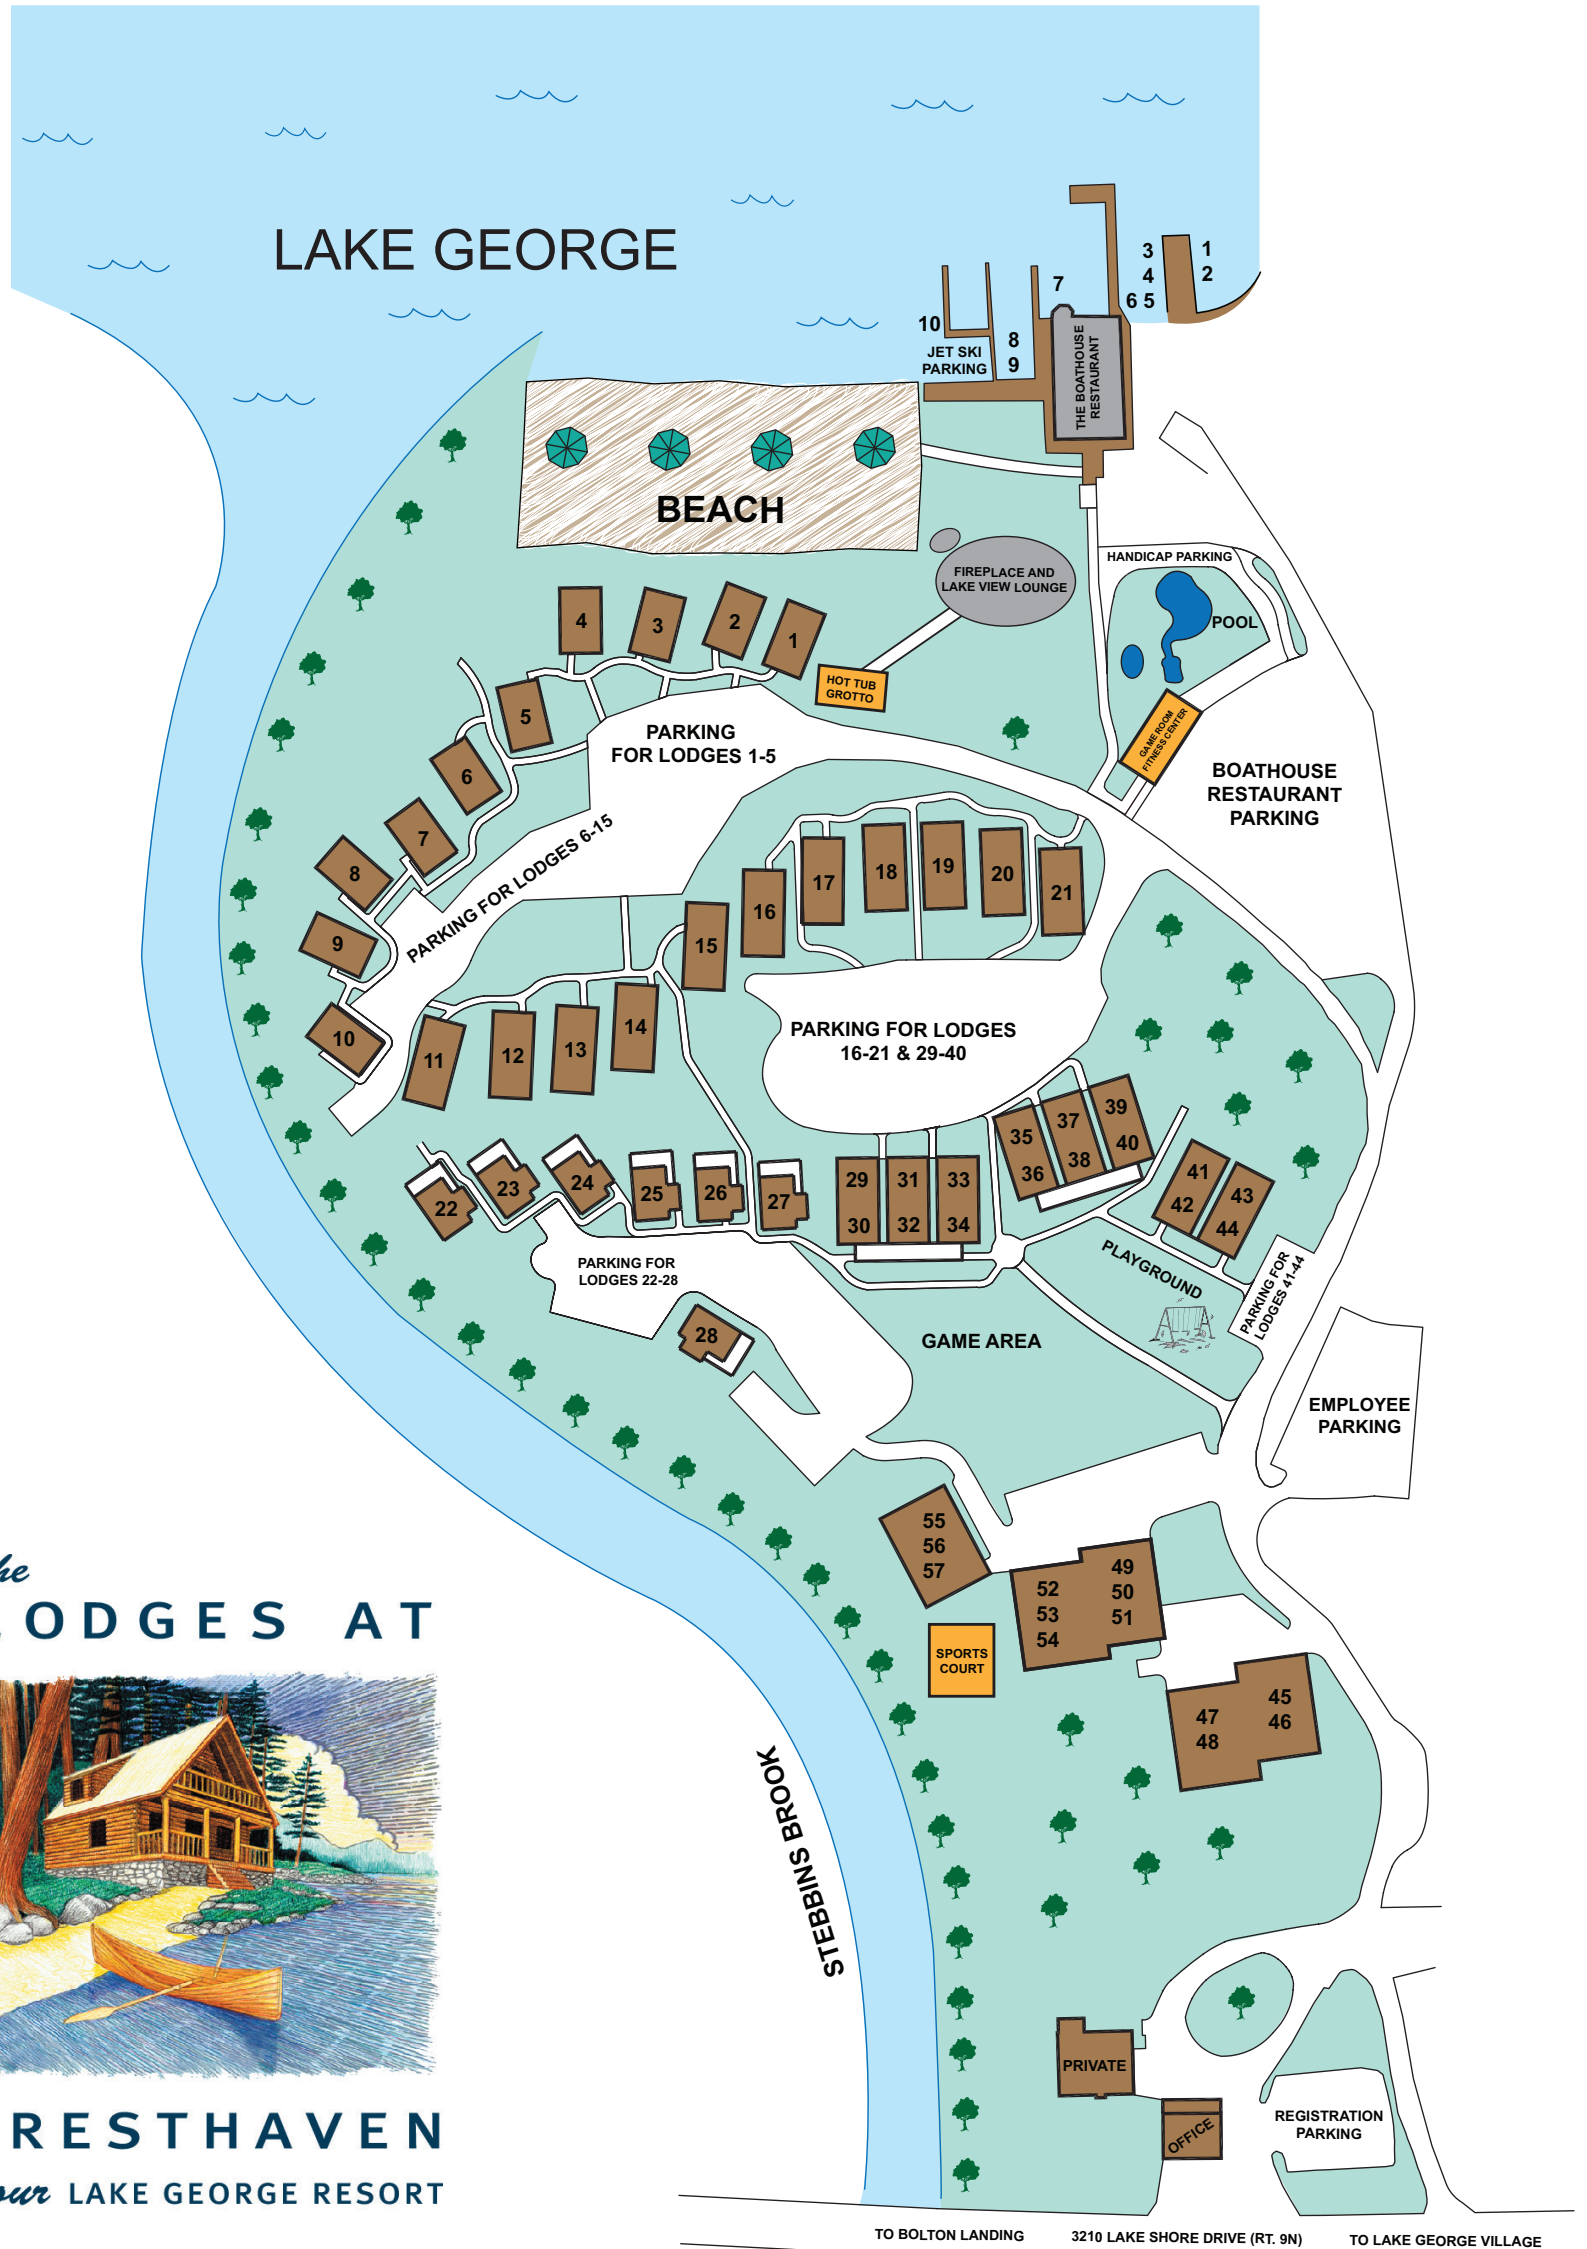 LAKE GEORGE
3
4
6 5
1
2
7
10
JET SKI
PARKING
8
9
THE BOATHOUSE
RESTAURANT
BEACH
FIREPLACE AND
LAKE VIEW LOUNGE
HANDICAP PARKING
POOL
4
3
2
1
HOT TUB
GROTTO
5
PARKING
FOR LODGES 1-5
GAME ROOM
FITNESS CENTER
BOATHOUSE
RESTAURANT
PARKING
6
7
8
PARKING FOR LODGES 6-15
9
10
11
12
13
14
15
16
17
18
19
20
21
PARKING FOR LODGES
16-21 & 29-40
22
23
24
25
26
27
29
30
31
32
33
34
35
36
37
38
39
40
41
42
43
44
PARKING FOR
LODGES 22-28
28
PLAYGROUND
PARKING FOR
LODGES 41-44
GAME AREA
EMPLOYEE
PARKING
55
56
57
52
53
54
49
50
51
SPORTS
COURT
47
48
45
46
STEBBINS BROOK
he
LODGES AT
RESTHAVEN
our LAKE GEORGE RESORT
PRIVATE
OFFICE
REGISTRATION
PARKING
TO BOLTON LANDING
3210 LAKE SHORE DRIVE (RT. 9N)
TO LAKE GEORGE VILLAGE